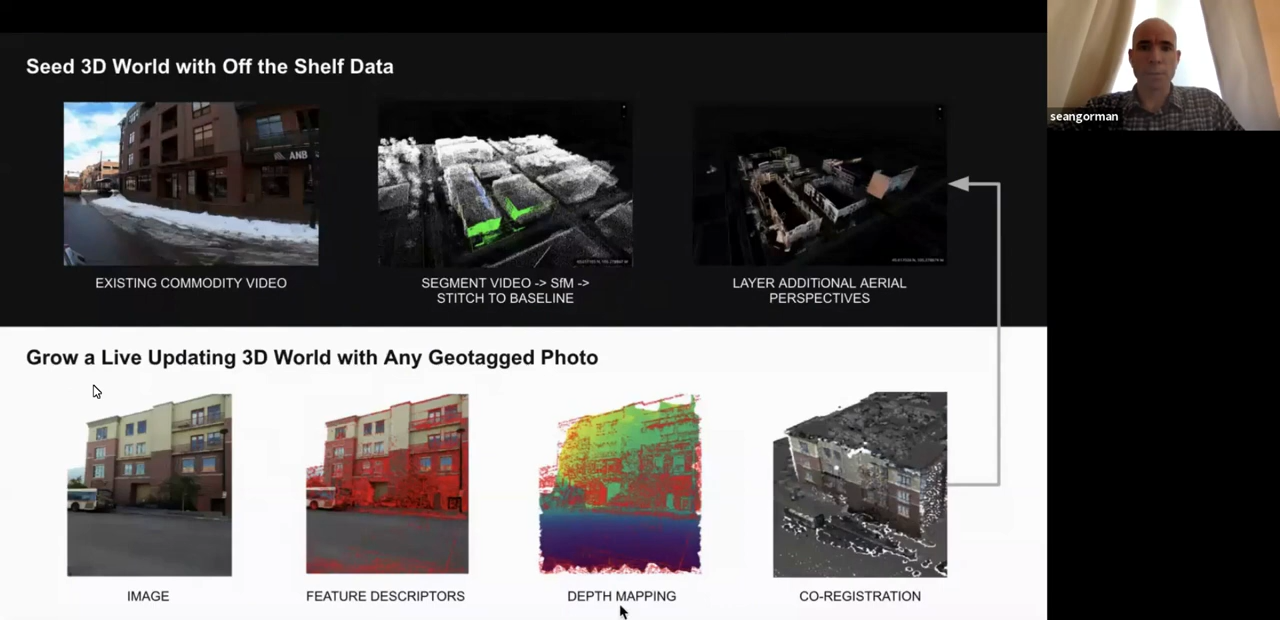 Seed 3D World with Off the Shelf Data
ANB
EXISTING COMMODITY VIDEO
SEGMENT VIDEO -> SfM ->
STITCH TO BASELINE
LAYER ADDITIONAL AERIAL
PERSPECTIVES
seangorman
Grow a Live Updating 3D World with Any Geotagged Photo
IMAGE
FEATURE DESCRIPTORS
DEPTH MAPPING
CO-REGISTRATION